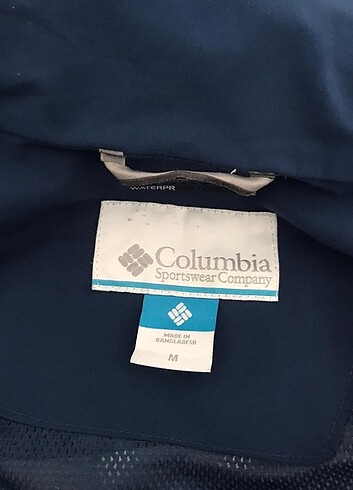 WATERPR
Columbia
Sportswear Company
MADE IN
BANGLADESH
M